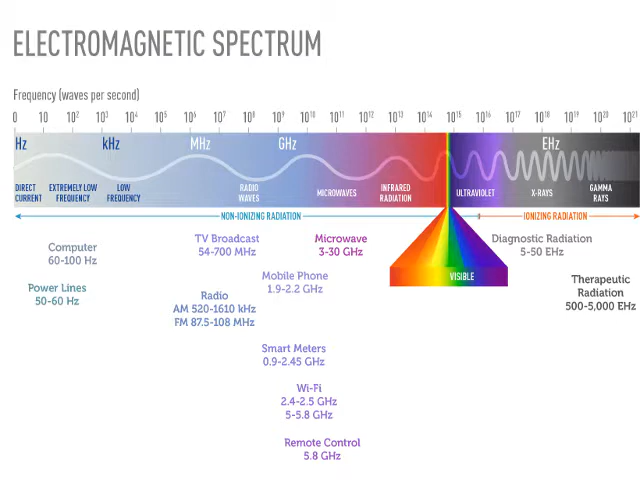 ELECTROMAGNETIC SPECTRUM
Frequency (waves per second)
0 10¹ 10² 10³ 10⁴ 10⁵ 10⁶ 10⁷ 10⁸ 10⁹ 10¹⁰ 10¹¹ 10¹² 10¹³ 10¹⁴ 10¹⁵ 10¹⁶ 10¹⁷ 10¹⁸ 10¹⁹ 10²⁰ 10²¹
Hz kHz MHz GHz EHz
DIRECT
CURRENT
EXTREMELY LOW
FREQUENCY
LOW
FREQUENCY
RADIO
WAVES
MICROWAVES
INFRARED
RADIATION
ULTRAVIOLET
X-RAYS
GAMMA
RAYS
NON-IONIZING RADIATION
IONIZING RADIATION
Computer
60-100 Hz
Power Lines
50-60 Hz
TV Broadcast
54-700 MHz
Radio
AM 520-1610 kHz
FM 87.5-108 MHz
Mobile Phone
1.9-2.2 GHz
Smart Meters
0.9-2.45 GHz
Wi-Fi
2.4-2.5 GHz
5-5.8 GHz
Remote Control
5.8 GHz
Microwave
3-30 GHz
VISIBLE
Diagnostic Radiation
5-50 EHz
Therapeutic
Radiation
500-5,000 EHz